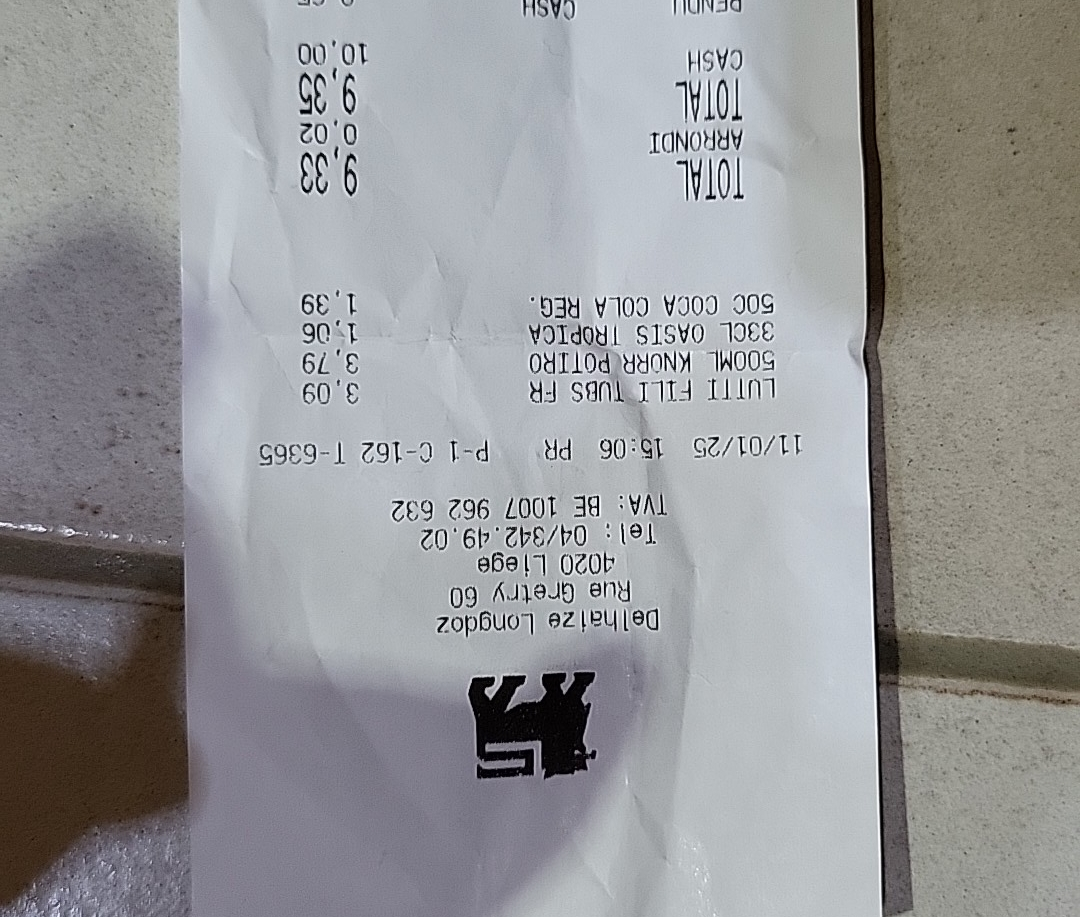 Delhaize Longdoz
Rue Gretry 60
4020 Liege
Tel: 04/342.49.02
TVA: BE 1007 962 632
11/01/25 15:06 PR P-1 C-162 T-6365
LUTTI FILI TUBS FR 3,09
500ML KNORR POTIRO 3,79
33CL OASIS TROPICA 1,06
50C COCA COLA REG. 1,39
TOTAL 9,33
ARRONDI 0,02
TOTAL 9,35
CASH 10,00
RENDU CASH